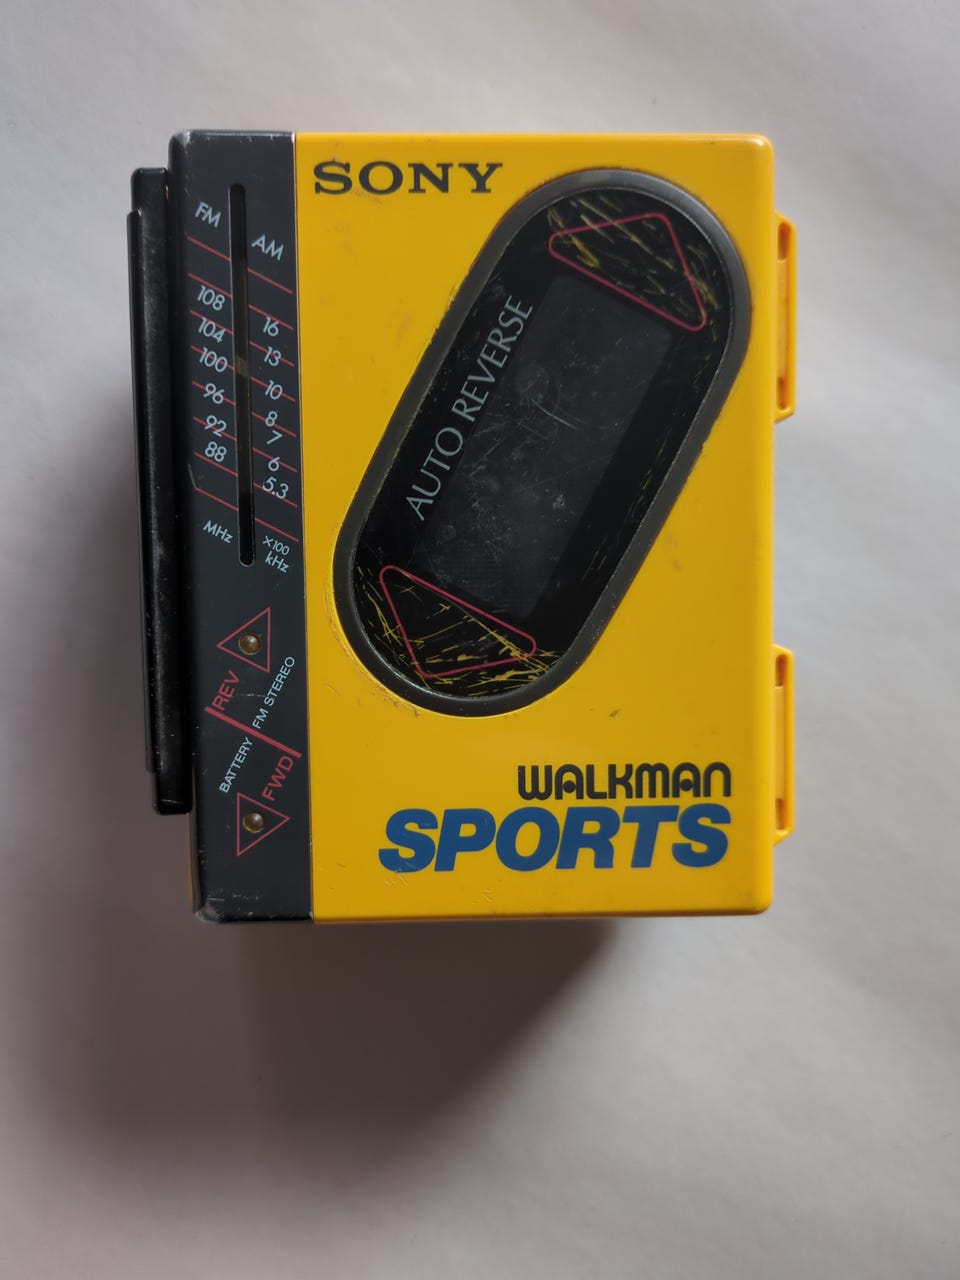 SONY
FM
AM
108
104
100
96
92
88
16
13
10
8
7
6
5.3
MHz
×100
kHz
AUTO REVERSE
REV
FM STEREO
BATTERY
FWD
WALKMAN
SPORTS